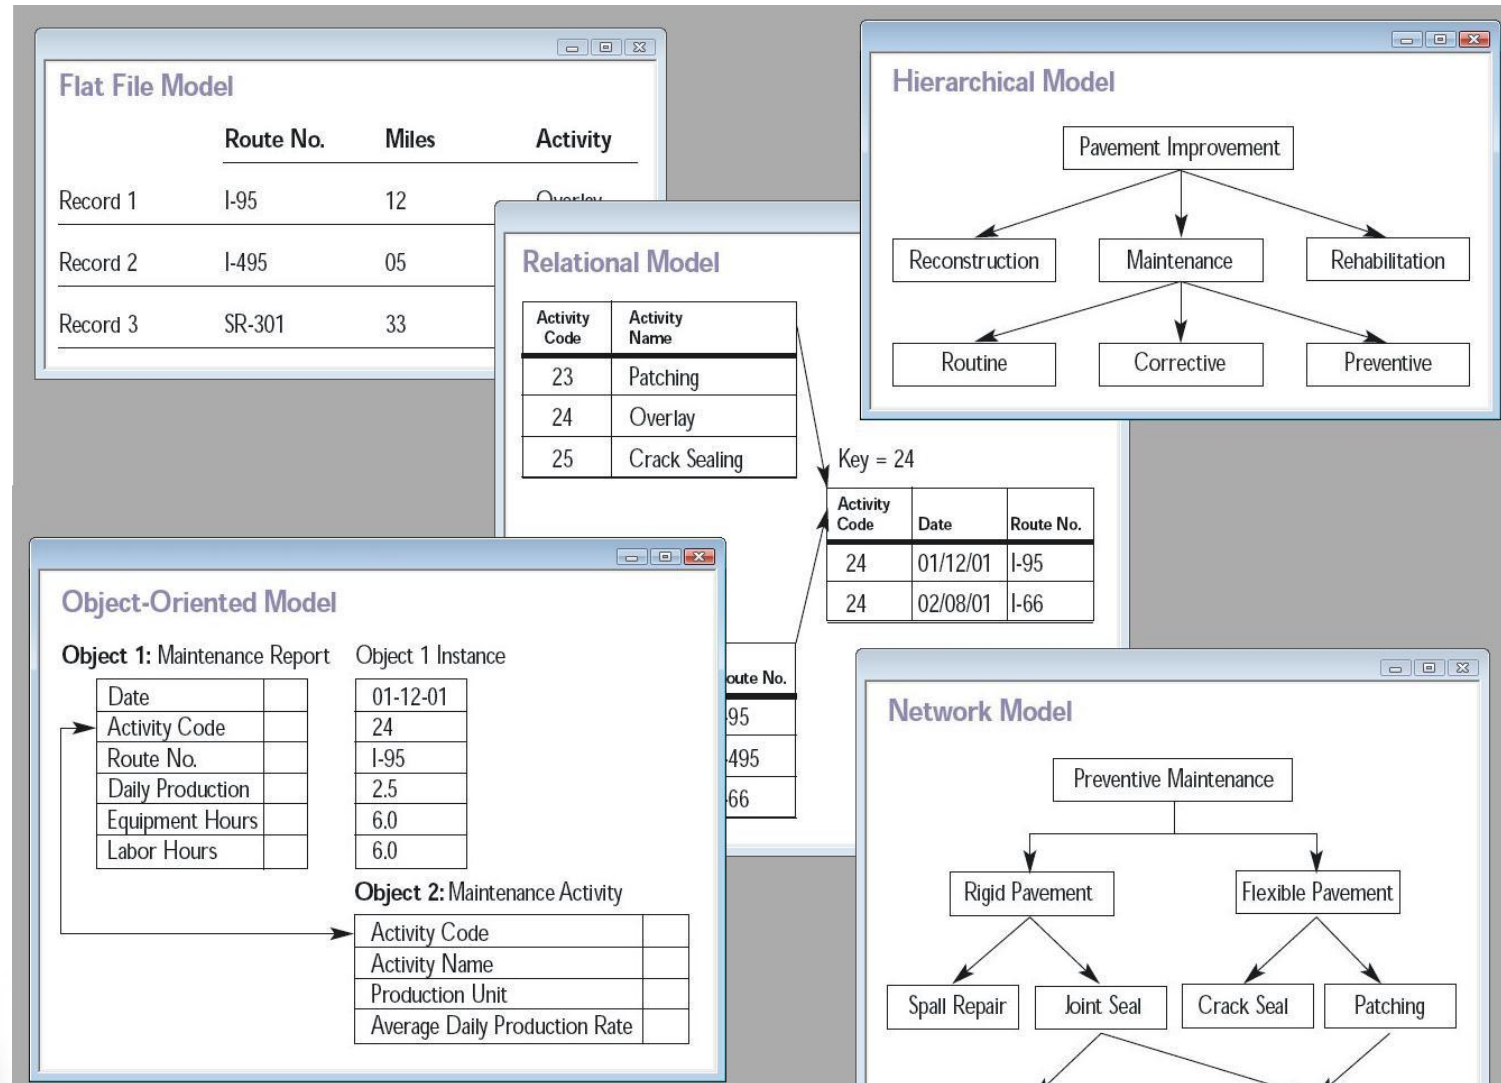 Flat File Model
Route No. Miles Activity
Record 1 I-95 12 Overlay
Record 2 I-495 05
Record 3 SR-301 33
Hierarchical Model
Pavement Improvement
Reconstruction Maintenance Rehabilitation
Routine Corrective Preventive
Relational Model
Activity Code Activity Name
23 Patching
24 Overlay
25 Crack Sealing
Key = 24
Activity Code Date Route No.
24 01/12/01 I-95
24 02/08/01 I-66
oute No.
-95
-495
-66
Object-Oriented Model
Object 1: Maintenance Report Object 1 Instance
Date 01-12-01
Activity Code 24
Route No. I-95
Daily Production 2.5
Equipment Hours 6.0
Labor Hours 6.0
Object 2: Maintenance Activity
Activity Code
Activity Name
Production Unit
Average Daily Production Rate
Network Model
Preventive Maintenance
Rigid Pavement Flexible Pavement
Spall Repair Joint Seal Crack Seal Patching